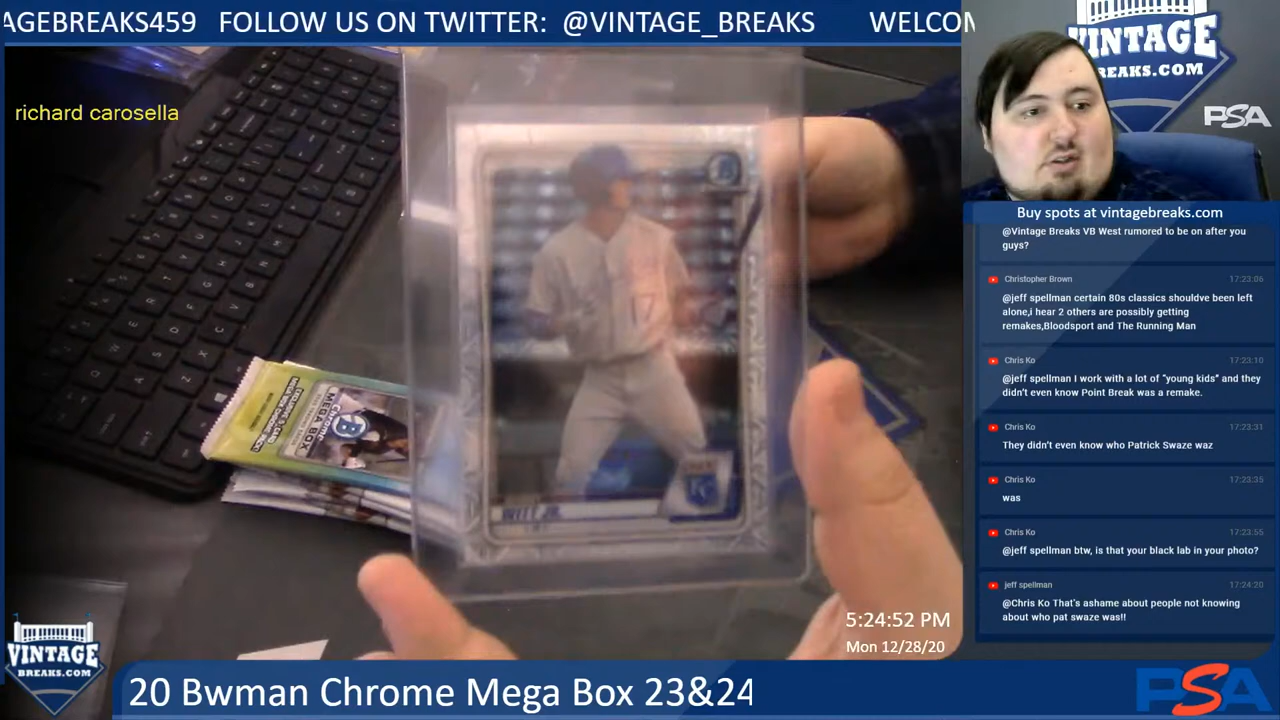 AGEBREAKS459 FOLLOW US ON TWITTER: @VINTAGE_BREAKS WELCOM
richard carosella
VINTAGE
BREAKS.COM
PSA
Buy spots at vintagebreaks.com
@Vintage Breaks VB West rumored to be on after you
guys?
Christopher Brown 17:23:06
@jeff spellman certain 80s classics shouldve been left
alone,i hear 2 others are possibly getting
remakes,Bloodsport and The Running Man
Chris Ko 17:23:10
@jeff spellman I work with a lot of "young kids" and they
didn't even know Point Break was a remake.
Chris Ko 17:23:31
They didn't even know who Patrick Swaze waz
Chris Ko 17:23:35
was
Chris Ko 17:23:55
@jeff spellman btw, is that your black lab in your photo?
jeff spellman 17:24:20
@Chris Ko That's ashame about people not knowing
about who pat swaze was!!
MEGA BOX
WITT JR.
KC
5:24:52 PM
Mon 12/28/20
VINTAGE
BREAKS.COM
20 Bwman Chrome Mega Box 23&24
PSA